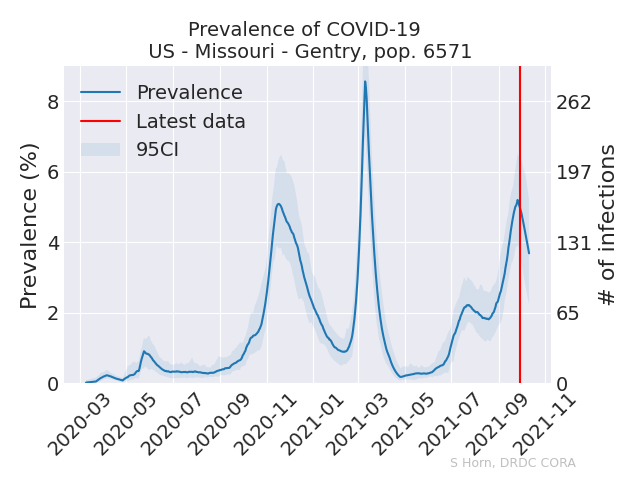 Prevalence of COVID-19
US - Missouri - Gentry, pop. 6571
Prevalence
Latest data
95CI
Prevalence (%)
8
6
4
2
0
262
197
131
65
0
# of infections
2020-03
2020-05
2020-07
2020-09
2020-11
2021-01
2021-03
2021-05
2021-07
2021-09
2021-11
S Horn, DRDC CORA